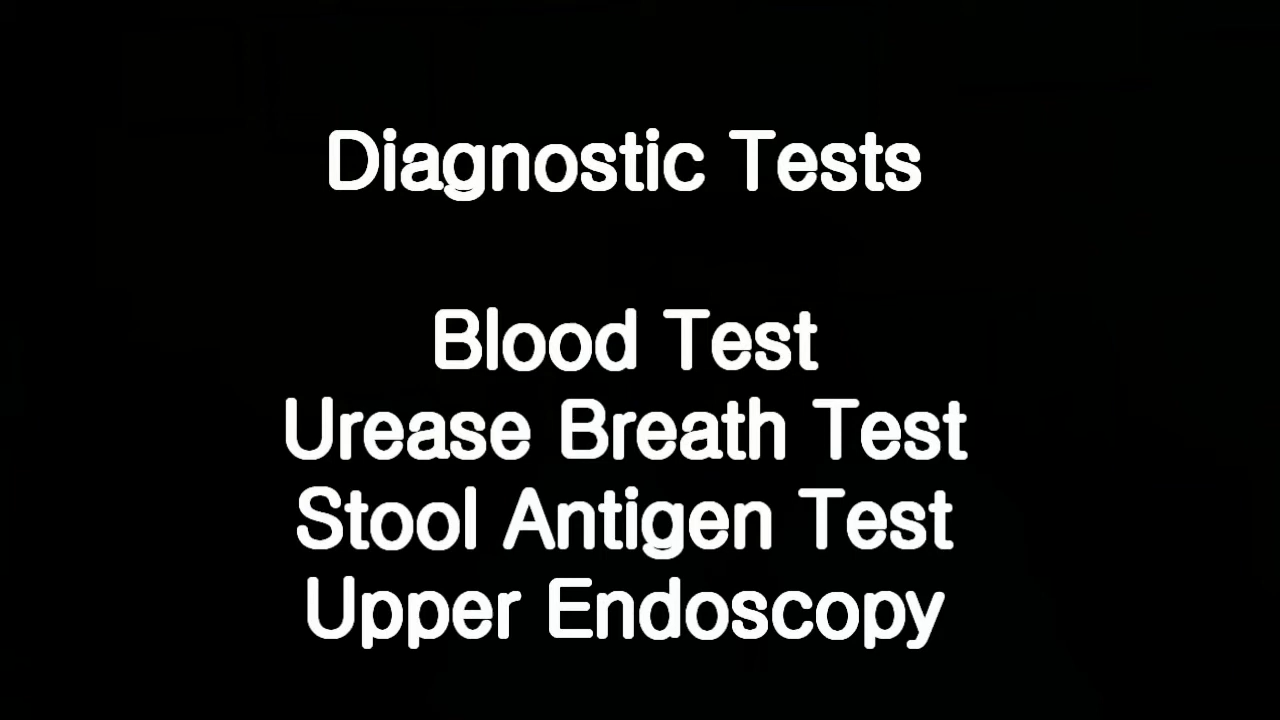 Diagnostic Tests
Blood Test
Urease Breath Test
Stool Antigen Test
Upper Endoscopy